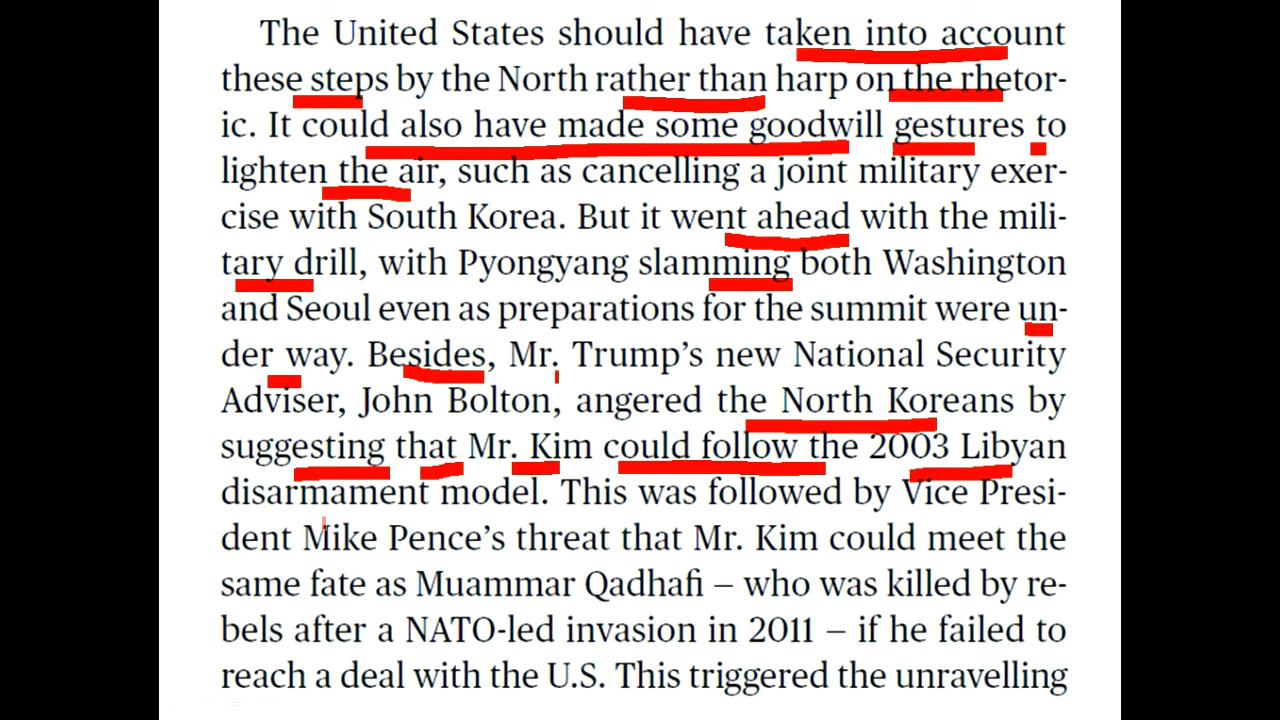 The United States should have taken into account
these steps by the North rather than harp on the rhetor-
ic. It could also have made some goodwill gestures to
lighten the air, such as cancelling a joint military exer-
cise with South Korea. But it went ahead with the mili-
tary drill, with Pyongyang slamming both Washington
and Seoul even as preparations for the summit were un-
der way. Besides, Mr. Trump’s new National Security
Adviser, John Bolton, angered the North Koreans by
suggesting that Mr. Kim could follow the 2003 Libyan
disarmament model. This was followed by Vice Presi-
dent Mike Pence’s threat that Mr. Kim could meet the
same fate as Muammar Qadhafi – who was killed by re-
bels after a NATO-led invasion in 2011 – if he failed to
reach a deal with the U.S. This triggered the unravelling